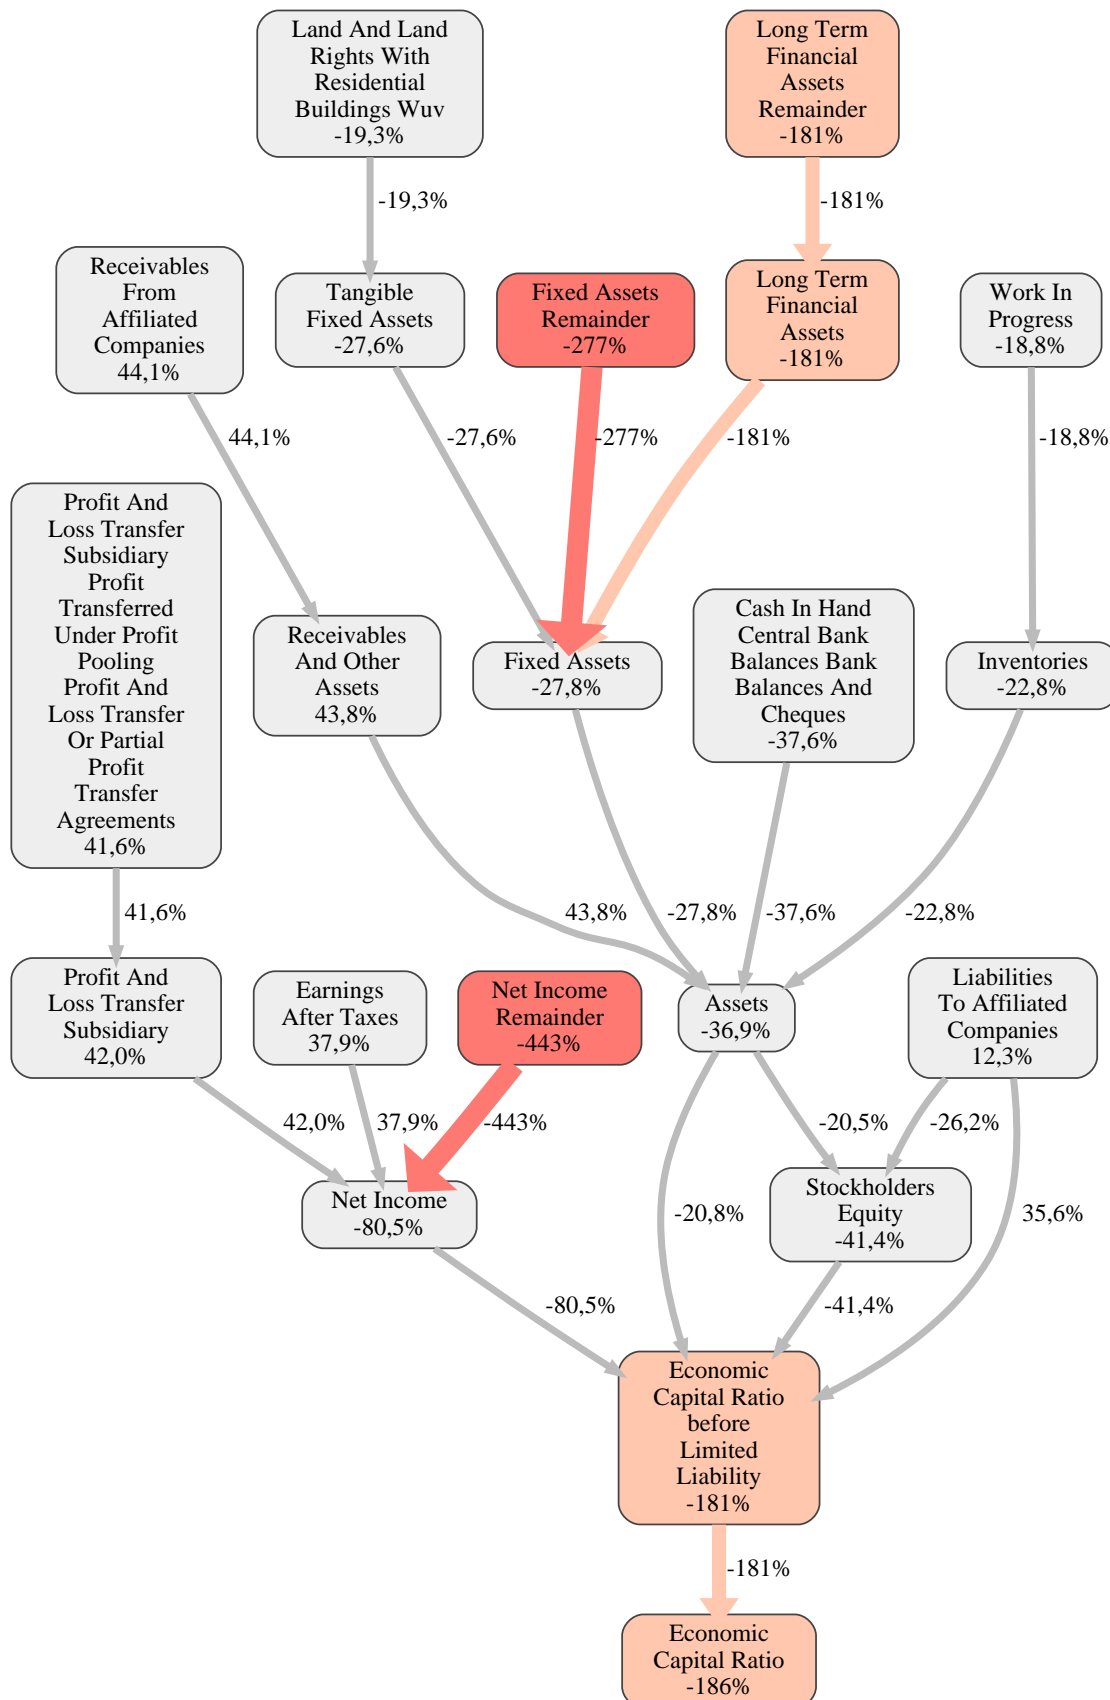 Land And Land
Rights With
Residential
Buildings Wuv
-19,3%
Long Term
Financial
Assets
Remainder
-181%
-19,3%
-181%
Receivables
From
Affiliated
Companies
44,1%
Tangible
Fixed Assets
-27,6%
Fixed Assets
Remainder
-277%
Long Term
Financial
Assets
-181%
Work In
Progress
-18,8%
44,1%
-27,6%
-277%
-181%
-18,8%
Profit And
Loss Transfer
Subsidiary
Profit
Transferred
Under Profit
Pooling
Profit And
Loss Transfer
Or Partial
Profit
Transfer
Agreements
41,6%
Receivables
And Other
Assets
43,8%
Fixed Assets
-27,8%
Cash In Hand
Central Bank
Balances Bank
Balances And
Cheques
-37,6%
Inventories
-22,8%
41,6%
43,8%
-27,8%
-37,6%
-22,8%
Profit And
Loss Transfer
Subsidiary
42,0%
Earnings
After Taxes
37,9%
Net Income
Remainder
-443%
Assets
-36,9%
Liabilities
To Affiliated
Companies
12,3%
42,0%
37,9%
-443%
-20,5%
-26,2%
Net Income
-80,5%
-20,8%
Stockholders
Equity
-41,4%
35,6%
-80,5%
-41,4%
Economic
Capital Ratio
before
Limited
Liability
-181%
-181%
Economic
Capital Ratio
-186%